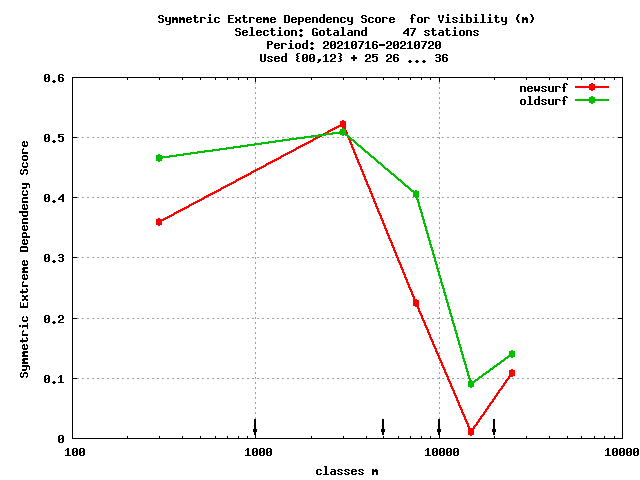 Symmetric Extreme Dependency Score for Visibility (m)
Selection: Gotaland 47 stations
Period: 20210716-20210720
Used {00,12} + 25 26 ... 36
newsurf
oldsurf
Symmetric Extreme Dependency Score
0.6
0.5
0.4
0.3
0.2
0.1
0
100 1000 10000 10000
classes m